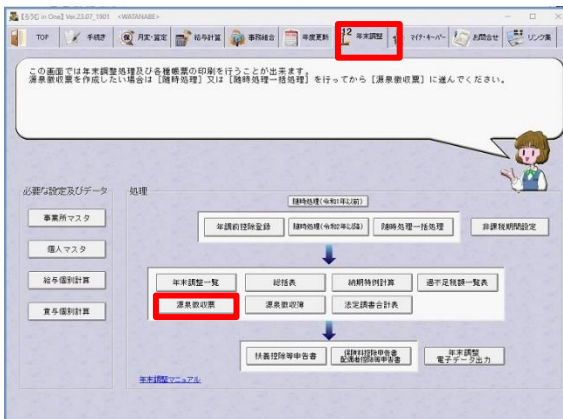 【ろうむ in One】 Ver.23.07_1901 <WATANABE>
TOP
手続き
月変・算定
給与計算
事務組合
年度更新
12 年末調整
マイナ・キーパー
お問合せ
リンク集
この画面では年末調整処理及び各種帳票の印刷を行うことが出来ます。
源泉徴収票を作成したい場合は［随時処理］又は［随時処理一括処理］を行ってから［源泉徴収票］に進んでください。
必要な設定及びデータ
処理
事業所マスタ
個人マスタ
給与個別計算
賞与個別計算
随時処理(令和1年以前)
年調前控除登録
随時処理(令和2年以降)
随時処理一括処理
非課税期間設定
年末調整一覧
総括表
納期特例計算
過不足税額一覧表
源泉徴収票
源泉徴収簿
法定調書合計表
扶養控除等申告書
保険料控除申告書
配偶者控除等申告書
年末調整
電子データ出力
年末調整マニュアル